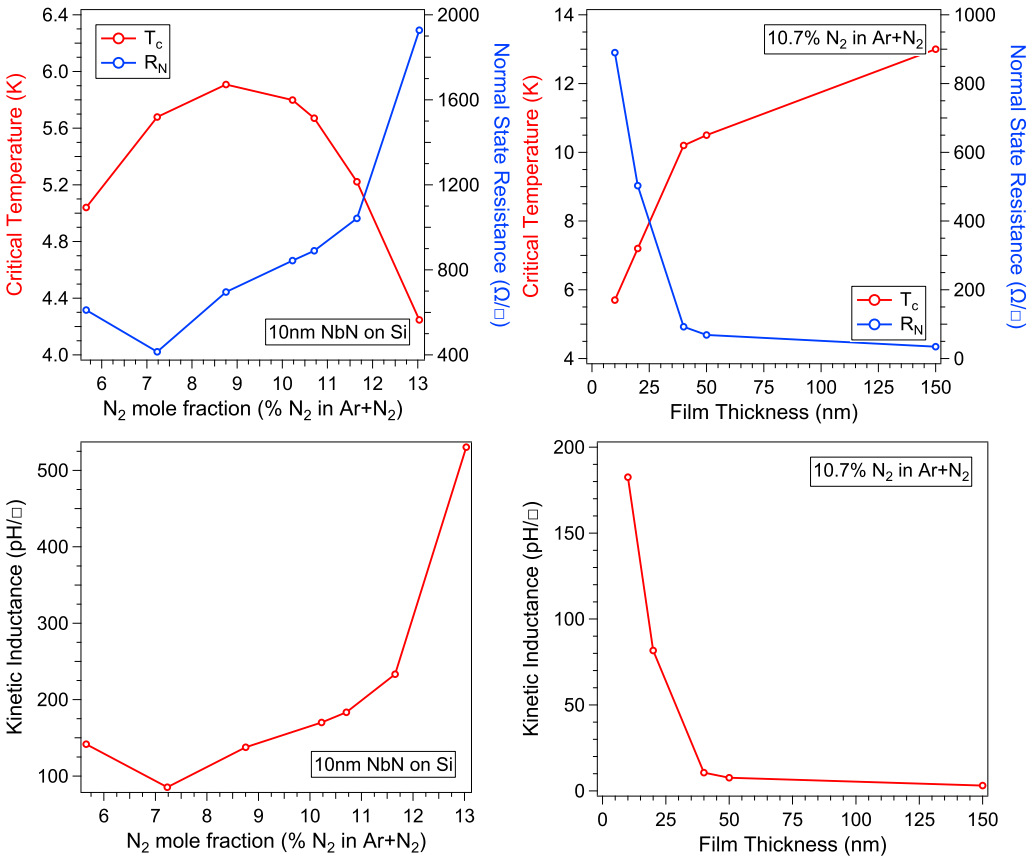 6.4
6.0
5.6
5.2
4.8
4.4
4.0
Critical Temperature (K)
T_c
R_N
10nm NbN on Si
2000
1600
1200
800
400
Normal State Resistance (Ω/□)
6 7 8 9 10 11 12 13
N₂ mole fraction (% N₂ in Ar+N₂)
14
12
10
8
6
4
Critical Temperature (K)
10.7% N₂ in Ar+N₂
T_c
R_N
1000
800
600
400
200
0
Normal State Resistance (Ω/□)
0 25 50 75 100 125 150
Film Thickness (nm)
500
400
300
200
100
Kinetic Inductance (pH/□)
10nm NbN on Si
6 7 8 9 10 11 12 13
N₂ mole fraction (% N₂ in Ar+N₂)
200
150
100
50
0
Kinetic Inductance (pH/□)
10.7% N₂ in Ar+N₂
0 25 50 75 100 125 150
Film Thickness (nm)